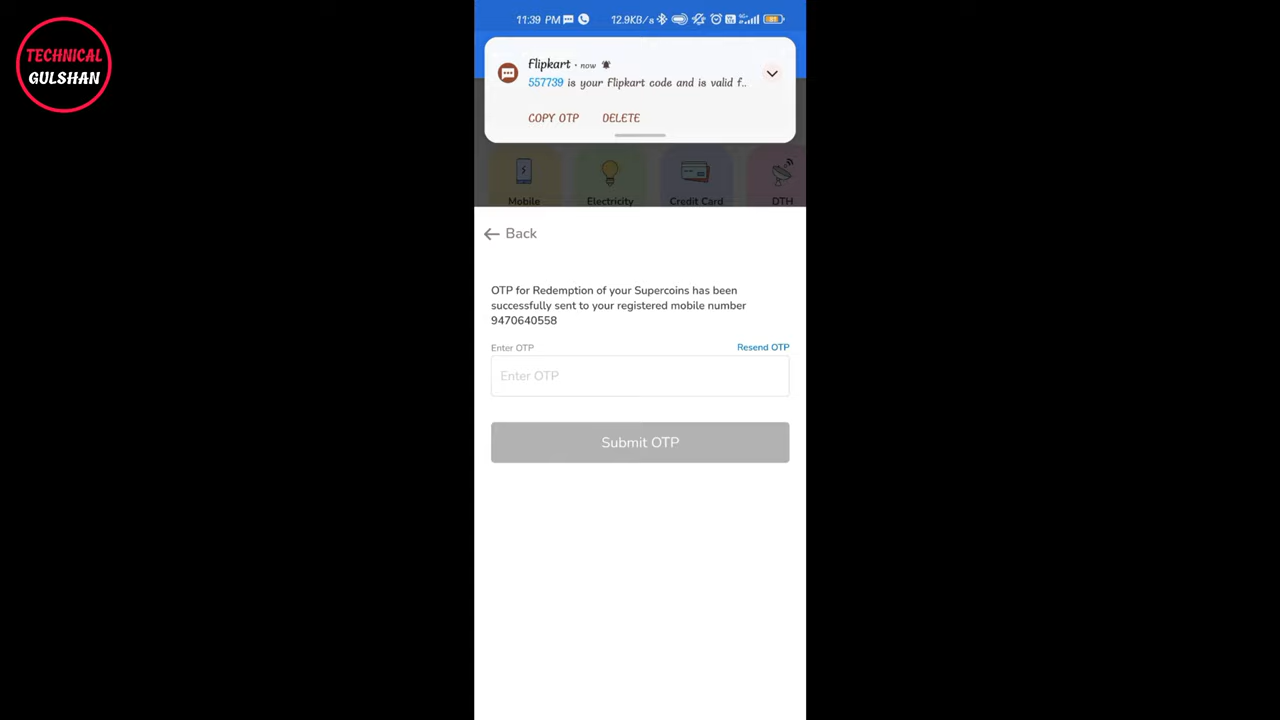 TECHNICAL
GULSHAN
11:39 PM 12.9KB/s
Flipkart • now
557739 is your Flipkart code and is valid f..
COPY OTP DELETE
Mobile Electricity Credit Card DTH
Back
OTP for Redemption of your Supercoins has been
successfully sent to your registered mobile number
9470640558
Enter OTP Resend OTP
Enter OTP
Submit OTP